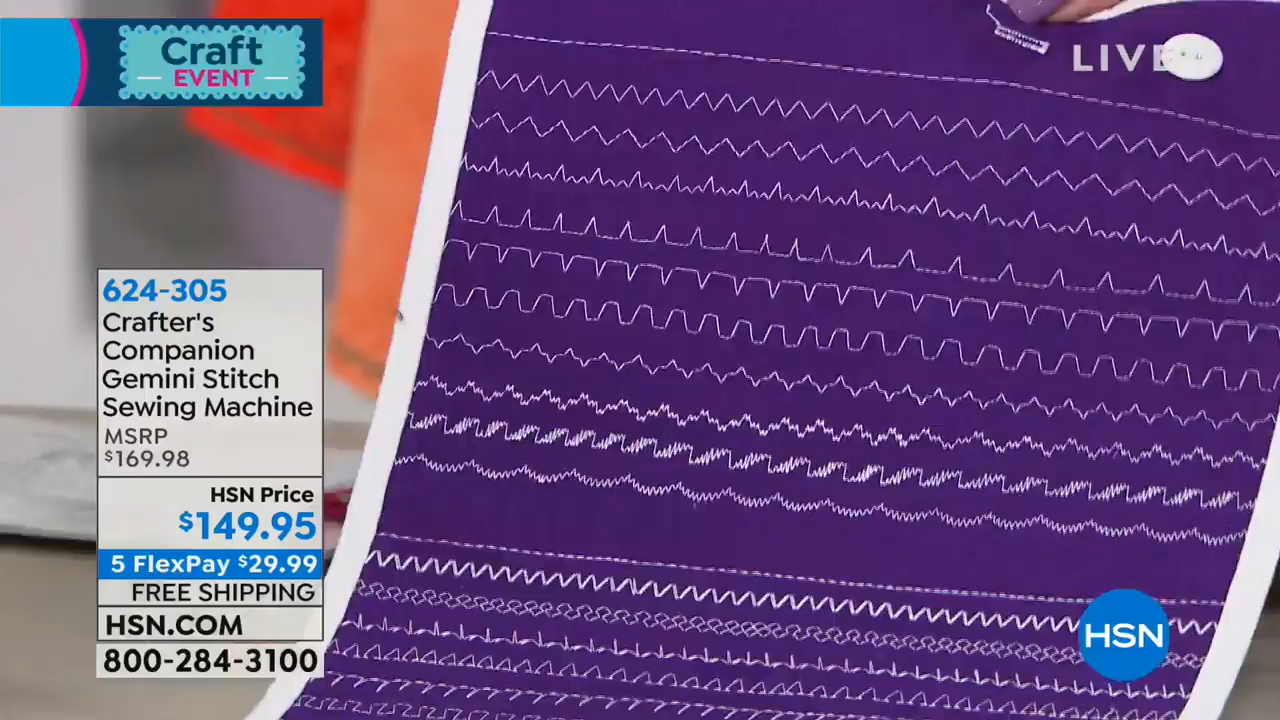 Craft
EVENT
LIVE
624-305
Crafter's
Companion
Gemini Stitch
Sewing Machine
MSRP
$169.98
HSN Price
$149.95
5 FlexPay $29.99
FREE SHIPPING
HSN.COM
800-284-3100
HSN